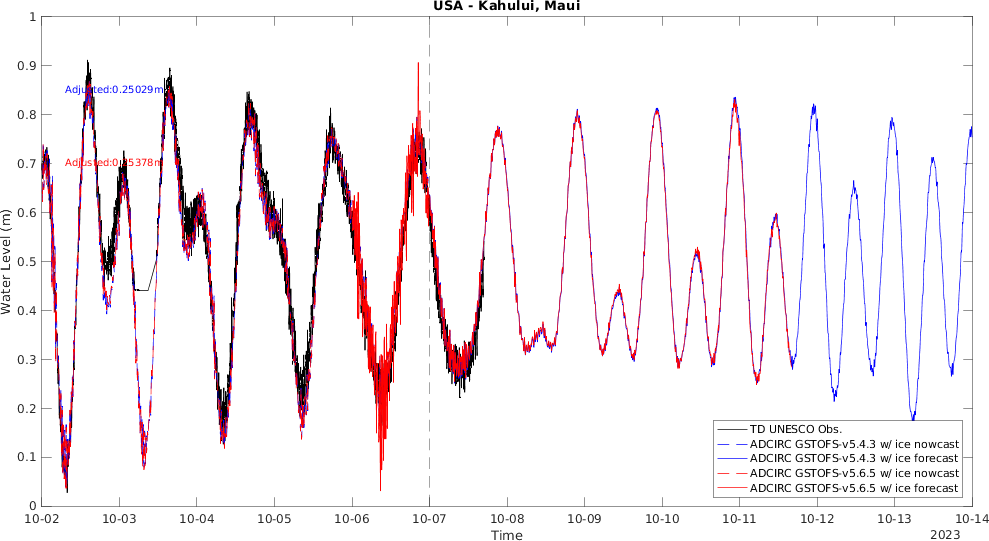 USA - Kahului, Maui
Water Level (m)
1
0.9
0.8
0.7
0.6
0.5
0.4
0.3
0.2
0.1
0
Adjusted:0.25029m
Adjusted:0.25378m
TD UNESCO Obs.
ADCIRC GSTOFS-v5.4.3 w/ ice nowcast
ADCIRC GSTOFS-v5.4.3 w/ ice forecast
ADCIRC GSTOFS-v5.6.5 w/ ice nowcast
ADCIRC GSTOFS-v5.6.5 w/ ice forecast
10-02 10-03 10-04 10-05 10-06 10-07 10-08 10-09 10-10 10-11 10-12 10-13 10-14
Time
2023